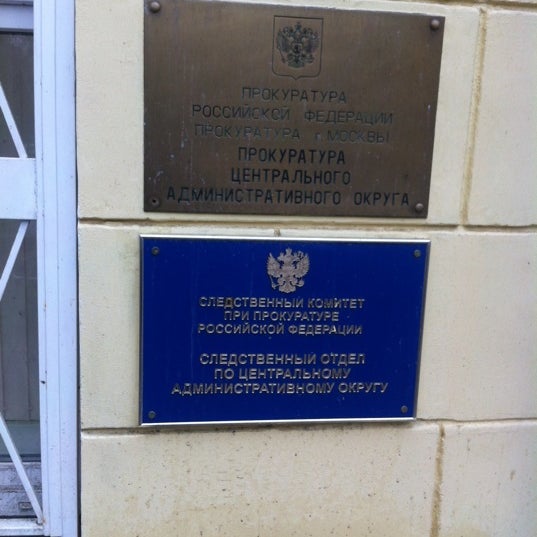 ПРОКУРАТУРА
РОССИЙСКОЙ ФЕДЕРАЦИИ
ПРОКУРАТУРА г. МОСКВЫ
ПРОКУРАТУРА
ЦЕНТРАЛЬНОГО
АДМИНИСТРАТИВНОГО ОКРУГА
СЛЕДСТВЕННЫЙ КОМИТЕТ
ПРИ ПРОКУРАТУРЕ
РОССИЙСКОЙ ФЕДЕРАЦИИ
СЛЕДСТВЕННЫЙ ОТДЕЛ
ПО ЦЕНТРАЛЬНОМУ
АДМИНИСТРАТИВНОМУ ОКРУГУ